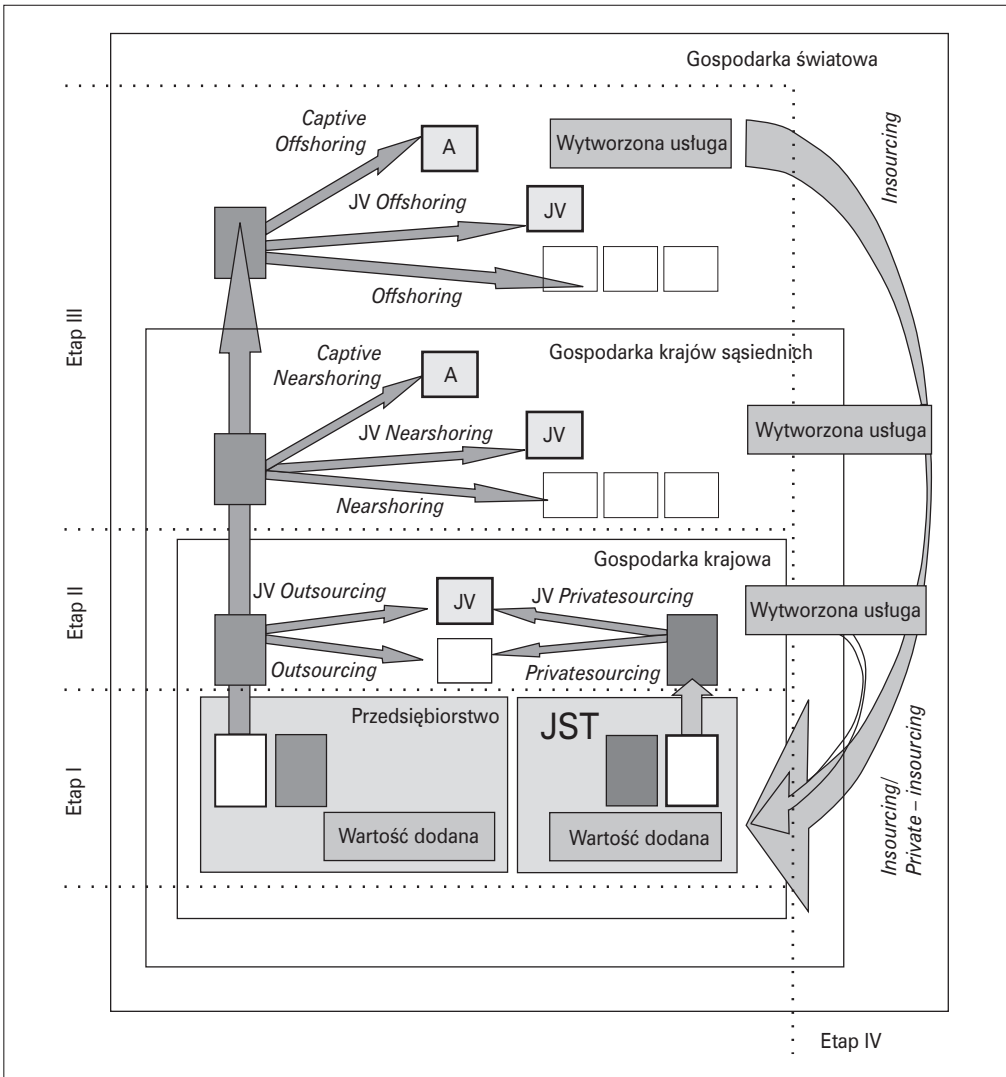 Gospodarka światowa
Captive
Offshoring
A
Wytworzona usługa
Insourcing
JV Offshoring
JV
Offshoring
Etap III
Gospodarka krajów sąsiednich
Captive
Nearshoring
A
JV Nearshoring
JV
Wytworzona usługa
Nearshoring
Gospodarka krajowa
Etap II
JV Outsourcing
JV
JV Privatesourcing
Wytworzona usługa
Outsourcing
Privatesourcing
Etap I
Przedsiębiorstwo
JST
Wartość dodana
Wartość dodana
Insourcing/
Private – insourcing
Etap IV